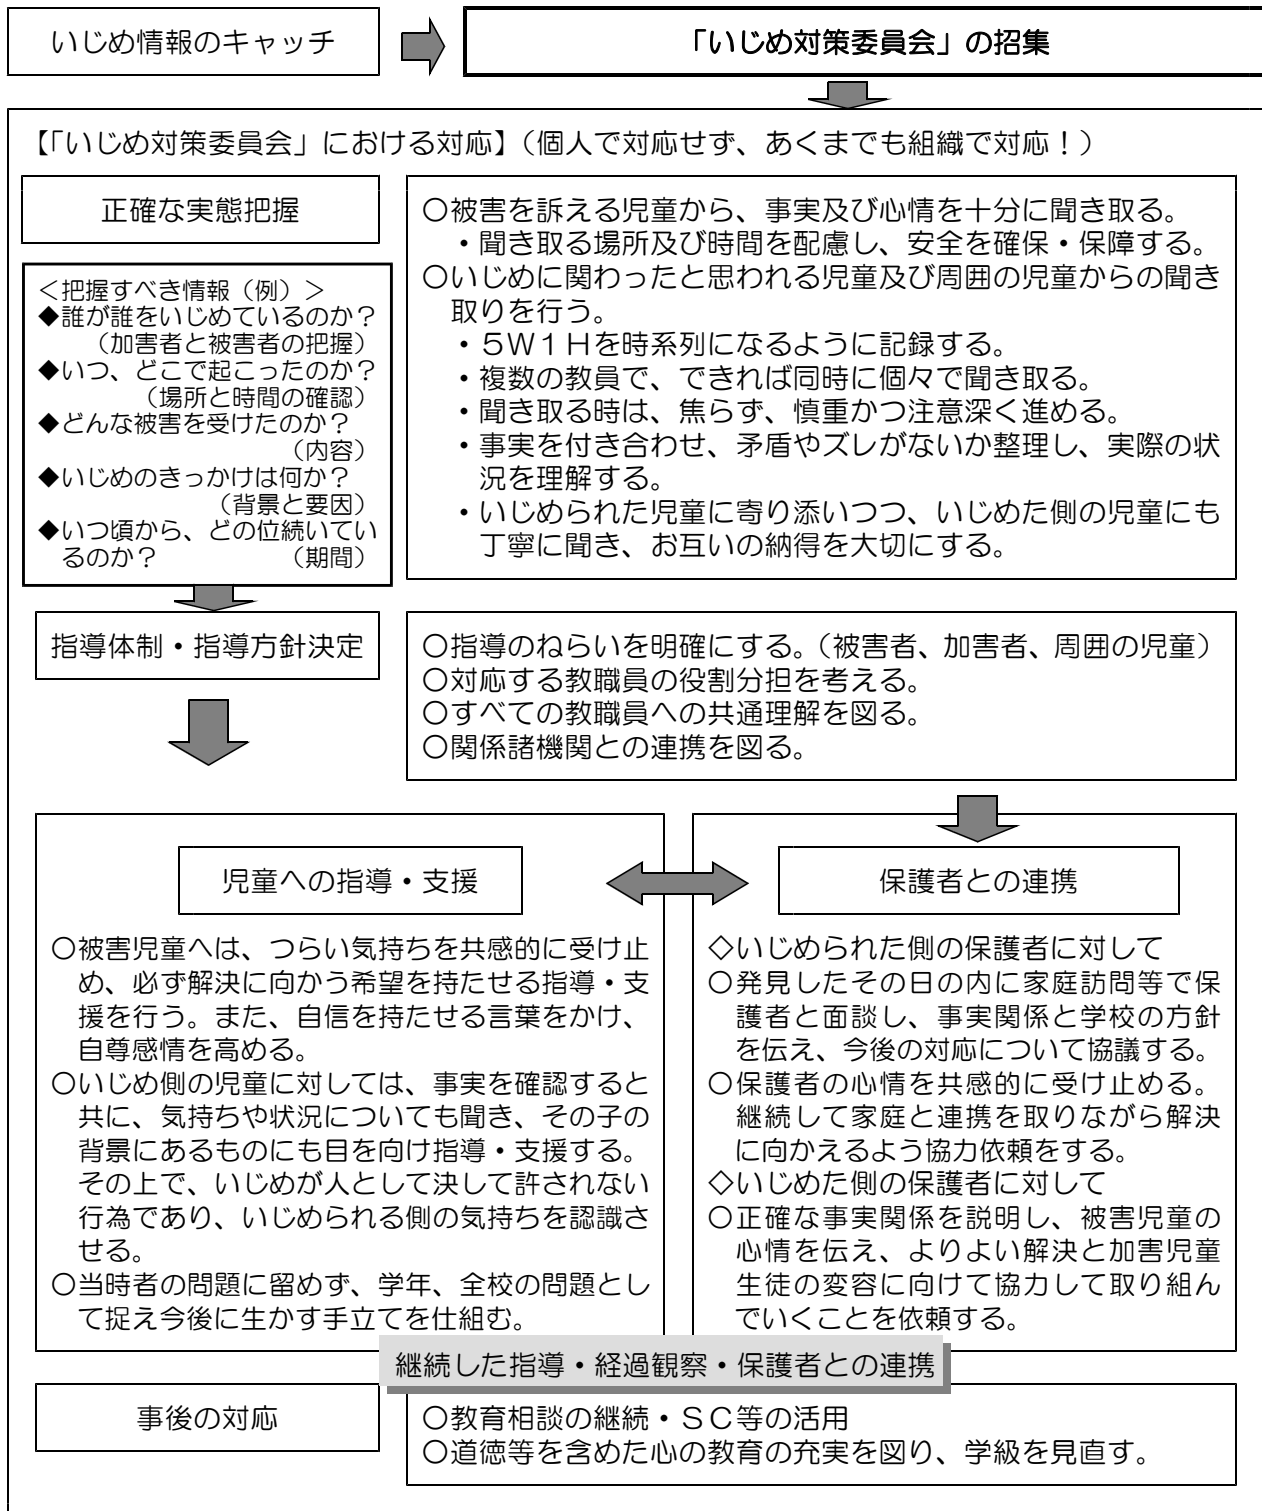 いじめ情報のキャッチ
「いじめ対策委員会」の招集
【「いじめ対策委員会」における対応】（個人で対応せず、あくまでも組織で対応！）
正確な実態把握
＜把握すべき情報（例）＞
◆誰が誰をいじめているのか？
（加害者と被害者の把握）
◆いつ、どこで起こったのか？
（場所と時間の確認）
◆どんな被害を受けたのか？
（内容）
◆いじめのきっかけは何か？
（背景と要因）
◆いつ頃から、どの位続いてい
るのか？　（期間）
○被害を訴える児童から、事実及び心情を十分に聞き取る。
・聞き取る場所及び時間を配慮し、安全を確保・保障する。
○いじめに関わったと思われる児童及び周囲の児童からの聞き
取りを行う。
・５Ｗ１Ｈを時系列になるように記録する。
・複数の教員で、できれば同時に個々で聞き取る。
・聞き取る時は、焦らず、慎重かつ注意深く進める。
・事実を付き合わせ、矛盾やズレがないか整理し、実際の状
況を理解する。
・いじめられた児童に寄り添いつつ、いじめた側の児童にも
丁寧に聞き、お互いの納得を大切にする。
指導体制・指導方針決定
○指導のねらいを明確にする。（被害者、加害者、周囲の児童）
○対応する教職員の役割分担を考える。
○すべての教職員への共通理解を図る。
○関係諸機関との連携を図る。
児童への指導・支援
○被害児童へは、つらい気持ちを共感的に受け止
め、必ず解決に向かう希望を持たせる指導・支
援を行う。また、自信を持たせる言葉をかけ、
自尊感情を高める。
○いじめ側の児童に対しては、事実を確認すると
共に、気持ちや状況についても聞き、その子の
背景にあるものにも目を向け指導・支援する。
その上で、いじめが人として決して許されない
行為であり、いじめられる側の気持ちを認識さ
せる。
○当時者の問題に留めず、学年、全校の問題とし
て捉え今後に生かす手立てを仕組む。
保護者との連携
◇いじめられた側の保護者に対して
○発見したその日の内に家庭訪問等で保
護者と面談し、事実関係と学校の方針
を伝え、今後の対応について協議する。
○保護者の心情を共感的に受け止める。
継続して家庭と連携を取りながら解決
に向かえるよう協力依頼をする。
◇いじめた側の保護者に対して
○正確な事実関係を説明し、被害児童の
心情を伝え、よりよい解決と加害児童
生徒の変容に向けて協力して取り組ん
でいくことを依頼する。
継続した指導・経過観察・保護者との連携
事後の対応
○教育相談の継続・ＳＣ等の活用
○道徳等を含めた心の教育の充実を図り、学級を見直す。